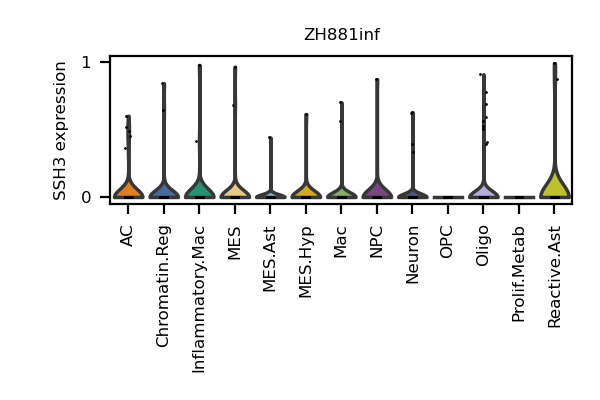 ZH881inf
SSH3 expression
1
0
AC
Chromatin.Reg
Inflammatory.Mac
MES
MES.Ast
MES.Hyp
Mac
NPC
Neuron
OPC
Oligo
Prolif.Metab
Reactive.Ast